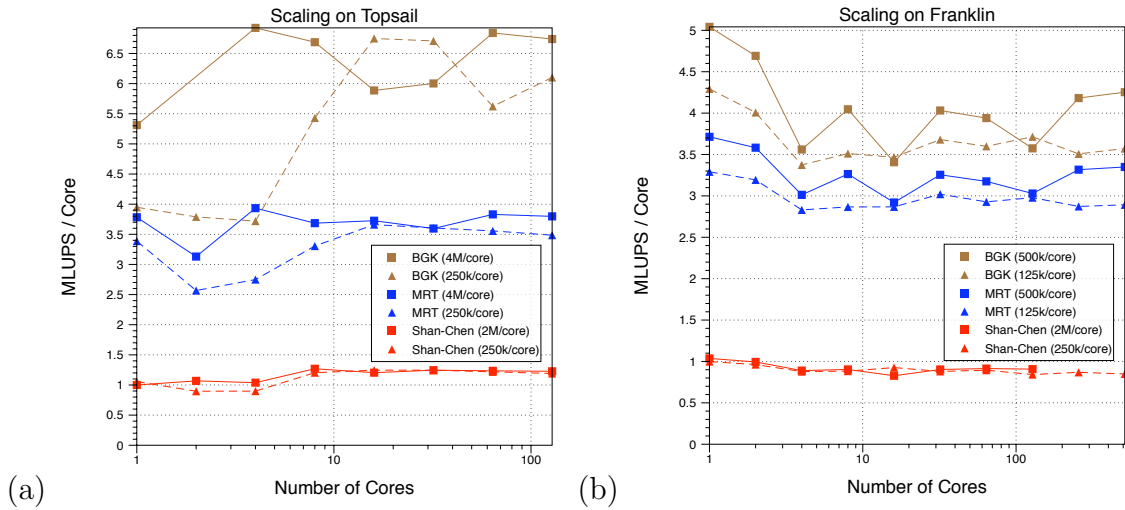 Scaling on Topsail
6.5
6
5.5
5
4.5
4
3.5
3
2.5
2
1.5
1
0.5
0
MLUPS / Core
BGK (4M/core)
BGK (250k/core)
MRT (4M/core)
MRT (250k/core)
Shan-Chen (2M/core)
Shan-Chen (250k/core)
1 10 100
Number of Cores
(a)
Scaling on Franklin
5
4.5
4
3.5
3
2.5
2
1.5
1
0.5
0
MLUPS / Core
BGK (500k/core)
BGK (125k/core)
MRT (500k/core)
MRT (125k/core)
Shan-Chen (2M/core)
Shan-Chen (250k/core)
1 10 100
Number of Cores
(b)